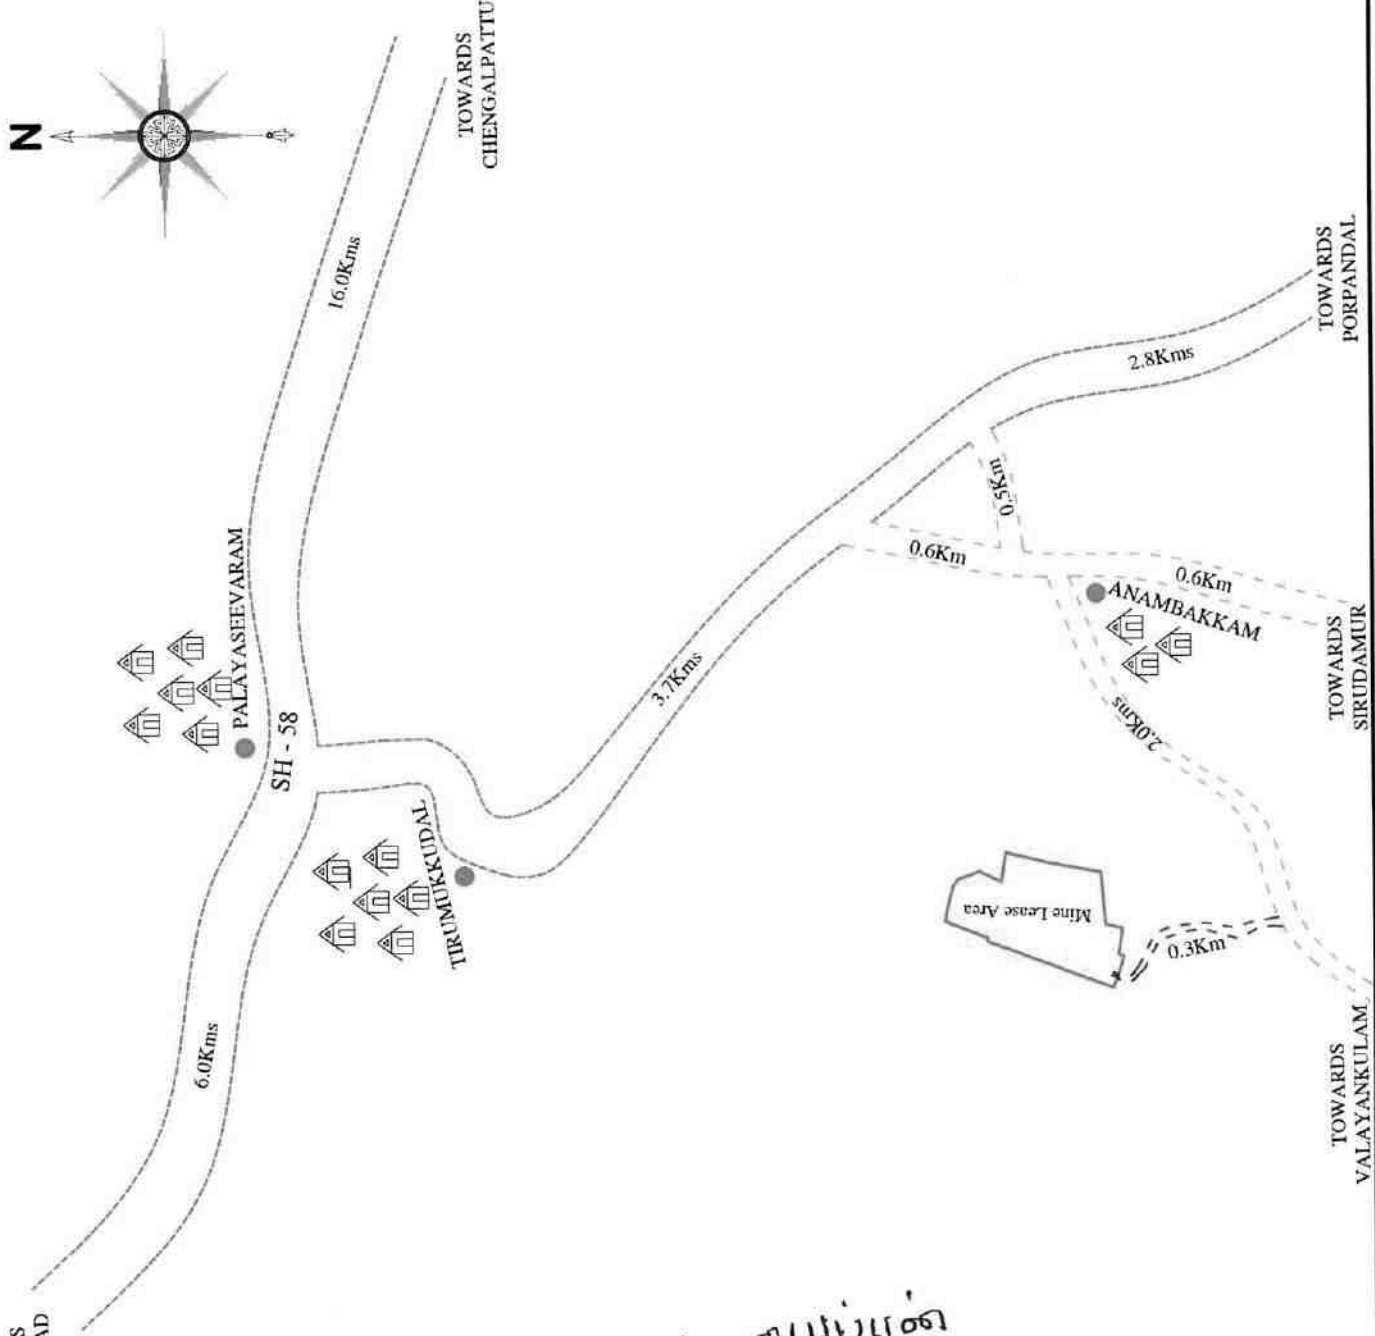 N
TOWARDS
CHENGALPATTU
16.0Kms
PALAYASEEVARAM
SH - 58
6.0Kms
TIRUMUKKUDAL
3.7Kms
2.8Kms
TOWARDS
PORPANDAL
0.5Km
0.6Km
0.6Km
ANAMBAKKAM
TOWARDS
SIRUDAMUR
2.0Kms
Mine Lease Area
0.3Km
TOWARDS
VALAYANKULAM
S
AD